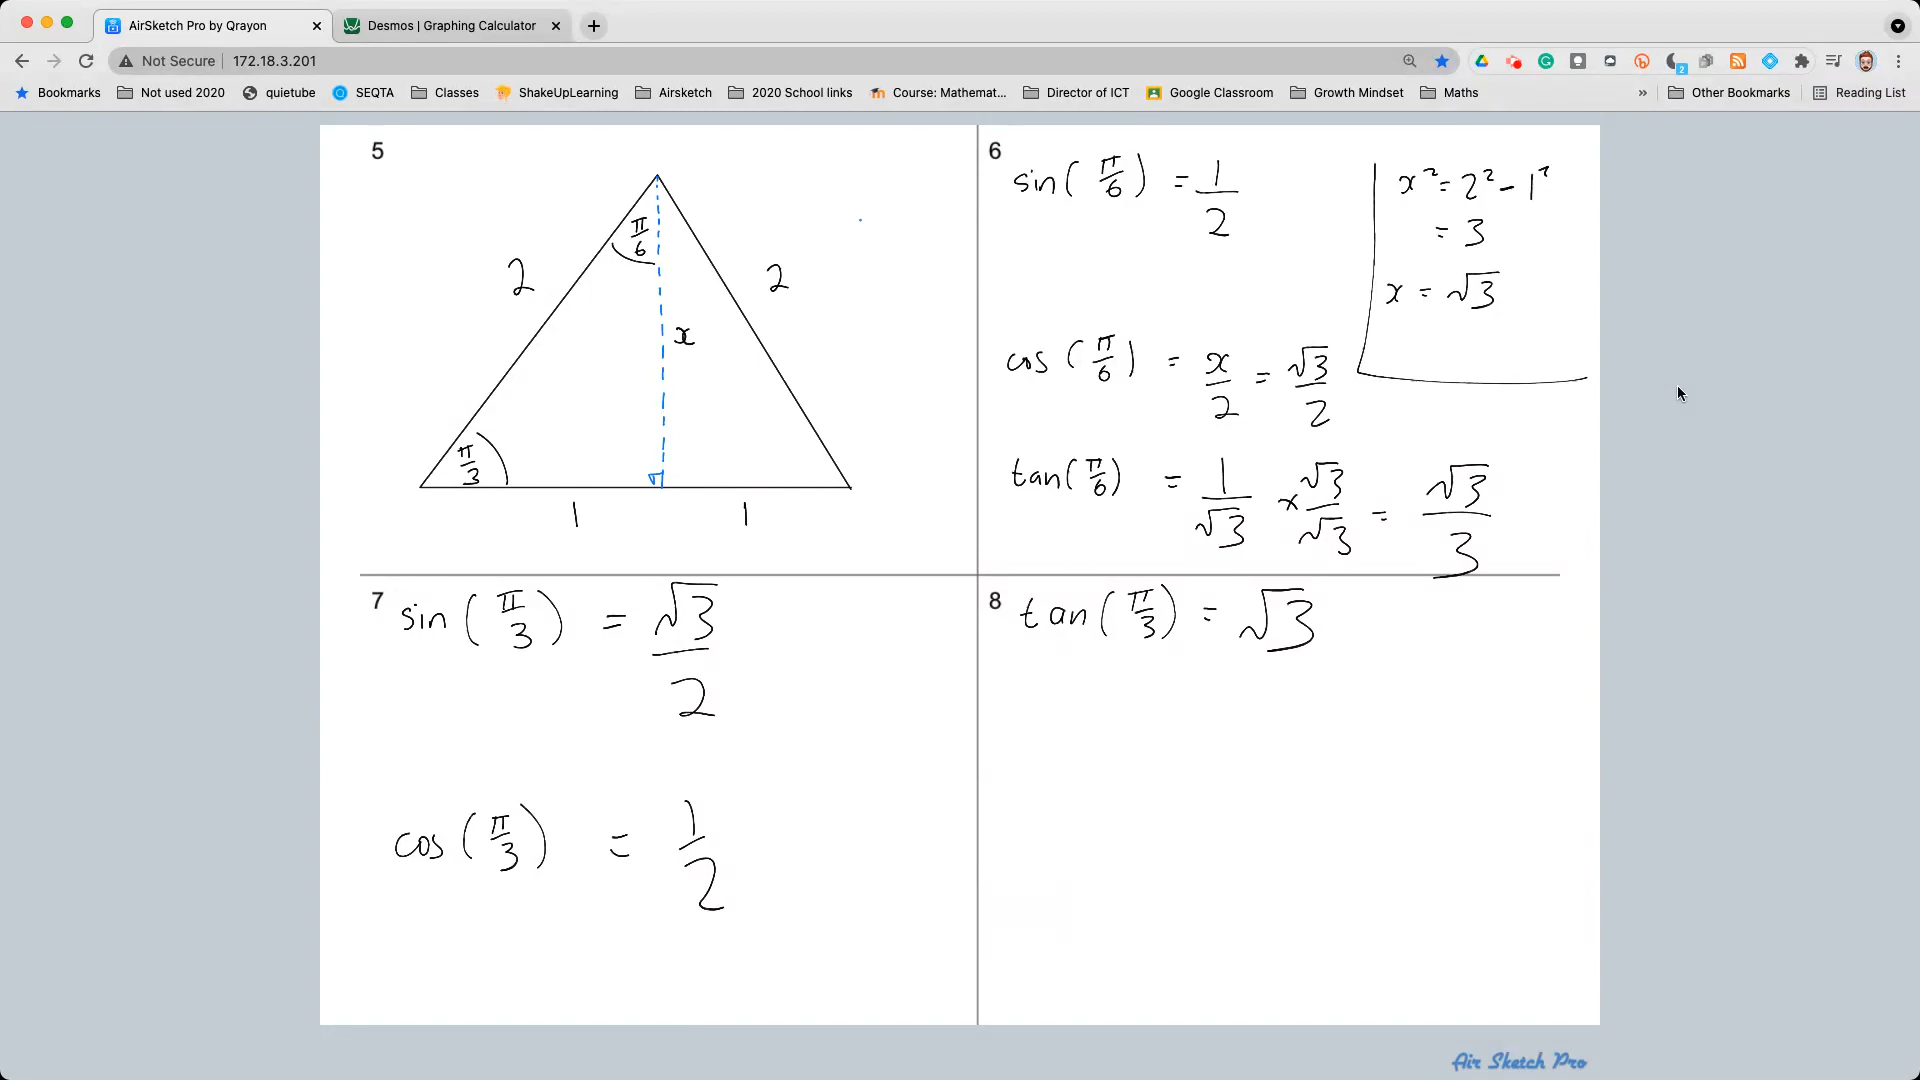 AirSketch Pro by Qrayon
Desmos | Graphing Calculator
Not Secure | 172.18.3.201
2
Bookmarks Not used 2020 quietube SEQTA Classes ShakeUpLearning Airsketch 2020 School links Course: Mathemat... Director of ICT Google Classroom Growth Mindset Maths » Other Bookmarks Reading List
5
π/6
2
2
x
π/3
1 1
6
sin(π/6) = 1/2
x² = 2² - 1²
= 3
x = √3
cos(π/6) = x/2 = √3/2
tan(π/6) = 1/√3 × √3/√3 = √3/3
7
sin(π/3) = √3/2
cos(π/3) = 1/2
8
tan(π/3) = √3
Air Sketch Pro